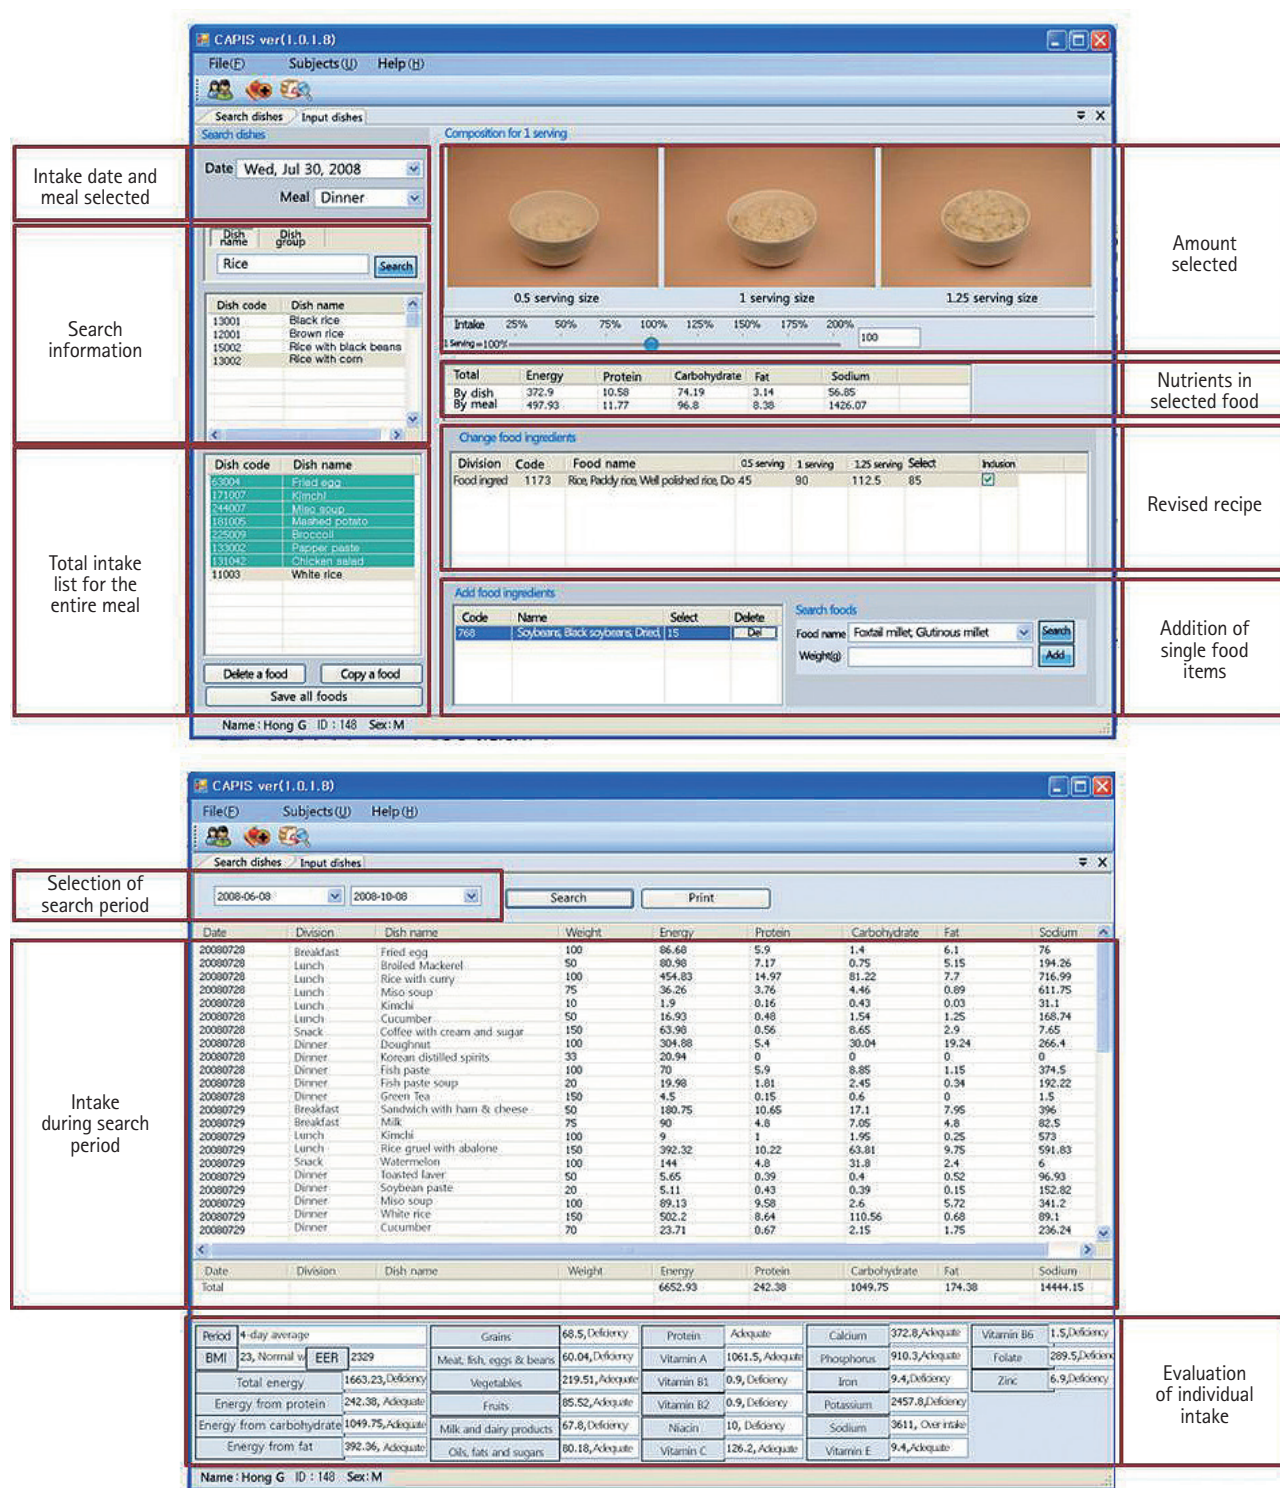 CAPIS ver(1.0.1.8)
File(F) Subjects(U) Help(H)
Search dishes Input dishes
Search dishes
Composition for 1 serving
Intake date and
meal selected
Date Wed, Jul 30, 2008
Meal Dinner
Search
information
Dish name Dish group
Rice Search
Dish code Dish name
13001 Black rice
12001 Brown rice
15002 Rice with black beans
13002 Rice with corn
Total intake
list for the
entire meal
Dish code Dish name
63004 Fried egg
171007 Kimchi
244007 Miso soup
181005 Mashed potato
225009 Broccoli
133002 Papper paste
131042 Chicken salad
11003 White rice
Delete a food Copy a food
Save all foods
0.5 serving size 1 serving size 1.25 serving size
Intake 25% 50% 75% 100% 125% 150% 175% 200%
1 Serving=100% 100
Amount
selected
Total Energy Protein Carbohydrate Fat Sodium
By dish 372.9 10.58 74.19 3.14 56.85
By meal 497.93 11.77 96.8 8.38 1426.07
Nutrients in
selected food
Change food ingredients
Division Code Food name 0.5 serving 1 serving 1.25 serving Select Inclusion
Food ingred 1173 Rice, Paddy rice, Well polished rice, Do 45 90 112.5 85
Revised recipe
Add food ingredients
Code Name Select Delete
768 Soybeans, Black soybeans, Dried, 15 Del
Search foods
Food name Foxtail millet, Glutinous millet Search
Weight(g) Add
Addition of
single food
items
Name : Hong G ID : 148 Sex: M
CAPIS ver(1.0.1.8)
File(F) Subjects(U) Help(H)
Search dishes Input dishes
Selection of
search period
2008-06-08 2008-10-08 Search Print
Intake
during search
period
Date Division Dish name Weight Energy Protein Carbohydrate Fat Sodium
20080728 Breakfast Fried egg 100 86.68 5.9 1.4 6.1 76
20080728 Lunch Broiled Mackerel 50 80.98 7.17 0.75 5.15 194.26
20080728 Lunch Rice with curry 100 454.83 14.97 81.22 7.7 716.99
20080728 Lunch Miso soup 75 36.26 3.76 4.46 0.89 611.75
20080728 Lunch Kimchi 10 1.9 0.16 0.43 0.03 31.1
20080728 Lunch Cucumber 50 16.93 0.48 1.54 1.25 168.74
20080728 Snack Coffee with cream and sugar 150 63.98 0.56 8.65 2.9 7.65
20080728 Dinner Doughnut 100 304.88 5.4 30.04 19.24 266.4
20080728 Dinner Korean distilled spirits 33 20.94 0 0 0 0
20080728 Dinner Fish paste 100 70 5.9 8.85 1.15 374.5
20080728 Dinner Fish paste soup 20 19.98 1.81 2.45 0.34 192.22
20080728 Dinner Green Tea 150 4.5 0.15 0.6 0 1.5
20080729 Breakfast Sandwich with ham & cheese 50 180.75 10.65 17.1 7.95 396
20080729 Breakfast Milk 75 90 4.8 7.05 4.8 82.5
20080729 Lunch Kimchi 100 9 1 1.95 0.25 573
20080729 Lunch Rice gruel with abalone 150 392.32 10.22 63.81 9.75 591.83
20080729 Snack Watermelon 100 144 4.8 31.8 2.4 6
20080729 Dinner Toasted laver 50 5.65 0.39 0.4 0.52 96.93
20080729 Dinner Soybean paste 20 5.11 0.43 0.39 0.15 152.82
20080729 Dinner Miso soup 100 89.13 9.58 2.6 5.72 341.2
20080729 Dinner White rice 150 502.2 8.64 110.56 0.68 89.1
20080729 Dinner Cucumber 70 23.71 0.67 2.15 1.75 236.24
Date Division Dish name Weight Energy Protein Carbohydrate Fat Sodium
Total 6652.93 242.38 1049.75 174.38 14444.15
Period 4-day average Grains 68.5, Deficiency Protein Adequate Calcium 372.8, Adequate Vitamin B6 1.5, Deficiency
BMI 23, Normal w EER 2329 Meat, fish, eggs & beans 60.04, Deficiency Vitamin A 1061.5, Adequate Phosphorus 910.3, Adequate Folate 289.5, Deficienc
Total energy 1663.23, Deficiency Vegetables 219.51, Adequate Vitamin B1 0.9, Deficiency Iron 9.4, Deficiency Zinc 6.9, Deficiency
Energy from protein 242.38, Adequate Fruits 85.52, Adequate Vitamin B2 0.9, Deficiency Potassium 2457.8, Deficiency
Energy from carbohydrate 1049.75, Adequate Milk and dairy products 67.8, Deficiency Niacin 10, Deficiency Sodium 3611, Over intake
Energy from fat 392.36, Adequate Oils, fats and sugars 80.18, Adequate Vitamin C 126.2, Adequate Vitamin E 9.4, Adequate
Evaluation
of individual
intake
Name : Hong G ID : 148 Sex: M